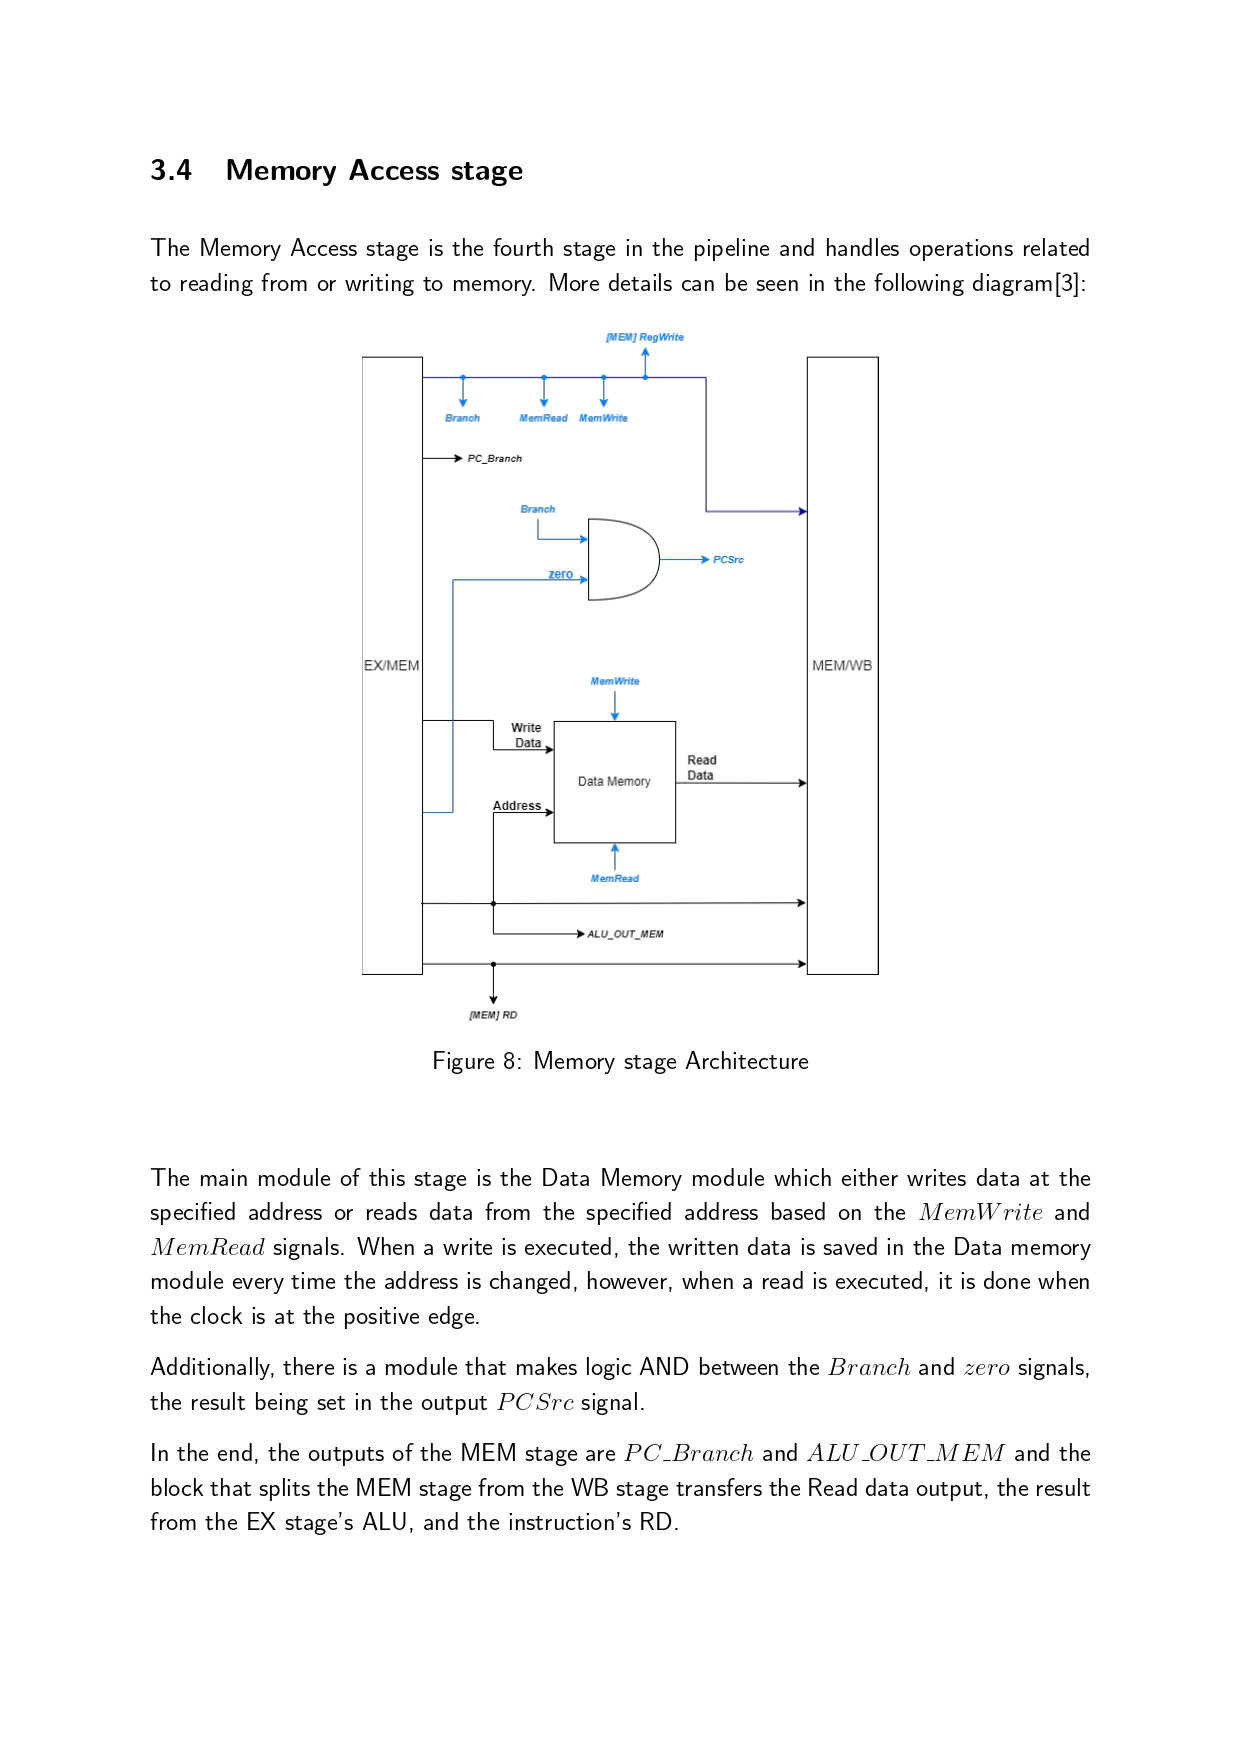 3.4 Memory Access stage
The Memory Access stage is the fourth stage in the pipeline and handles operations related
to reading from or writing to memory. More details can be seen in the following diagram[3]:
[MEM] RegWrite
Branch
MemRead
MemWrite
PC_Branch
Branch
PCSrc
zero
EX/MEM
MEM/WB
MemWrite
Write
Data
Read
Data
Data Memory
Address
MemRead
ALU_OUT_MEM
[MEM] RD
Figure 8: Memory stage Architecture
The main module of this stage is the Data Memory module which either writes data at the
specified address or reads data from the specified address based on the MemWrite and
MemRead signals. When a write is executed, the written data is saved in the Data memory
module every time the address is changed, however, when a read is executed, it is done when
the clock is at the positive edge.
Additionally, there is a module that makes logic AND between the Branch and zero signals,
the result being set in the output PCSrc signal.
In the end, the outputs of the MEM stage are PC_Branch and ALU_OUT_MEM and the
block that splits the MEM stage from the WB stage transfers the Read data output, the result
from the EX stage's ALU, and the instruction's RD.